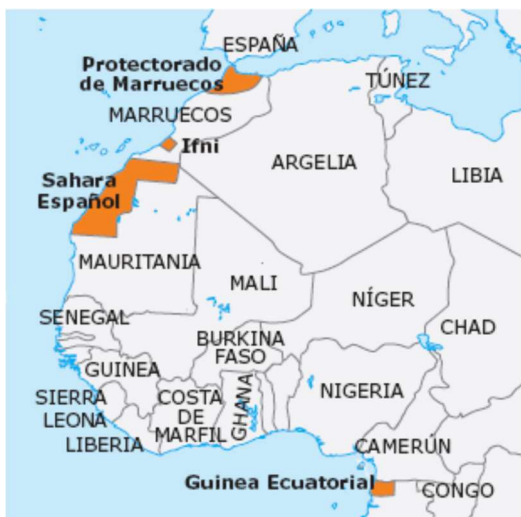 ESPAÑA
Protectorado
de Marruecos
TÚNEZ
MARRUECOS
Ifni
ARGELIA
LIBIA
Sahara
Español
MAURITANIA
MALI
NÍGER
CHAD
SENEGAL
BURKINA
FASO
GUINEA
NIGERIA
SIERRA
LEONA
COSTA
DE
MARFIL
GHANA
LIBERIA
CAMERÚN
Guinea Ecuatorial
CONGO